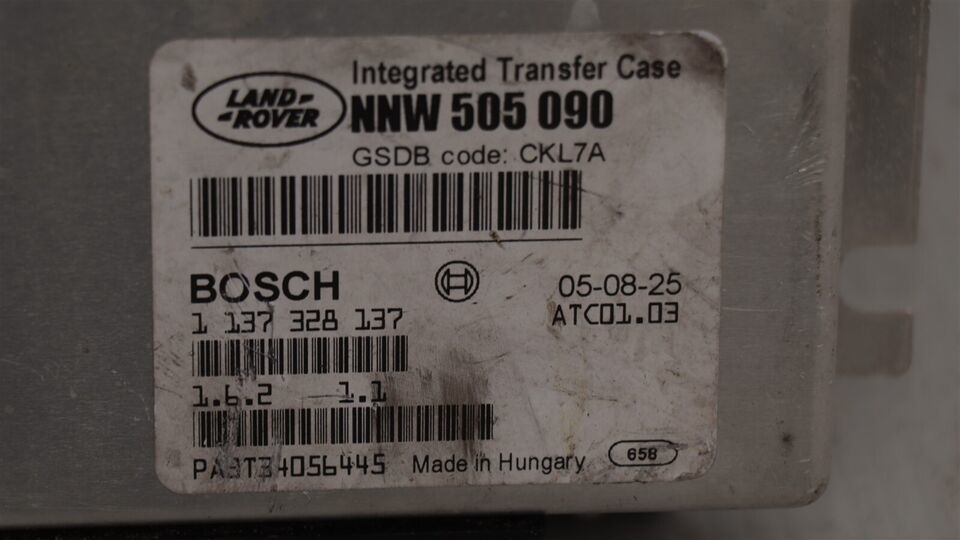 Integrated Transfer Case
LAND ROVER
NNW 505 090
GSDB code: CKL7A
BOSCH
05-08-25
1 137 328 137
ATC01.03
1.6.2 1.1
PA9T34056445 Made in Hungary 658